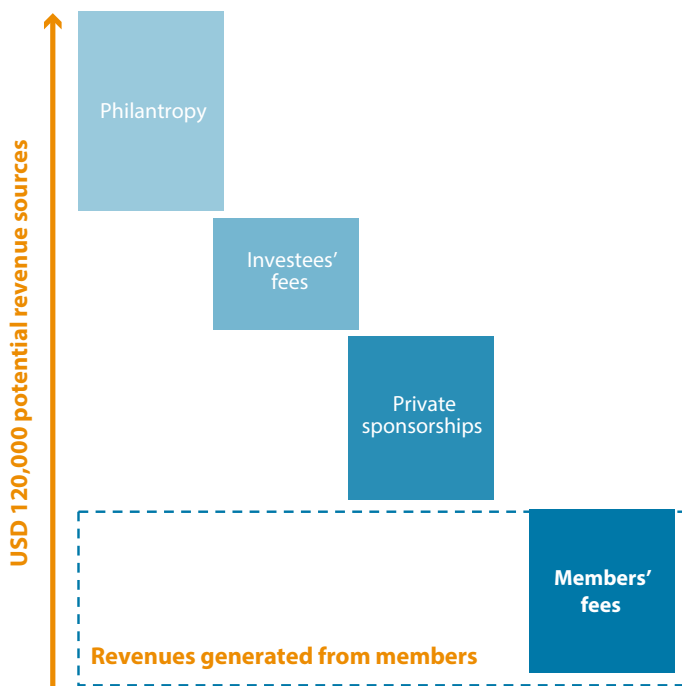 USD 120,000 potential revenue sources
Philantropy
Investees’
fees
Private
sponsorships
Members’
fees
Revenues generated from members